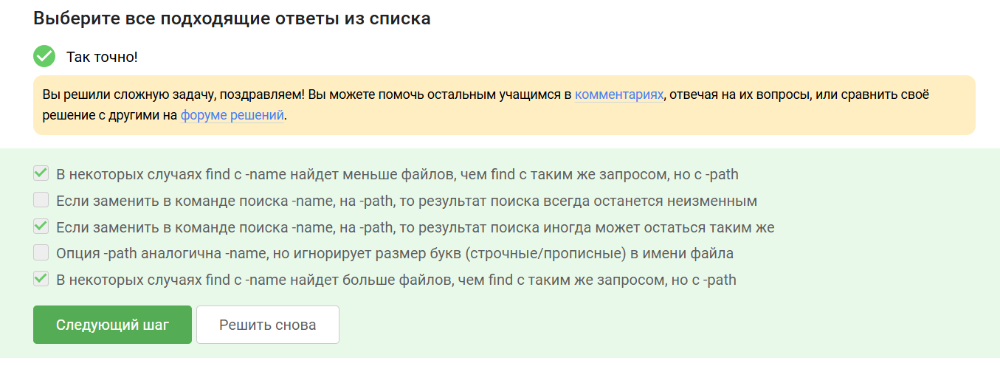 Выберите все подходящие ответы из списка
Так точно!
Вы решили сложную задачу, поздравляем! Вы можете помочь остальным учащимся в комментариях, отвечая на их вопросы, или сравнить своё
решение с другими на форуме решений.
В некоторых случаях find с -name найдет меньше файлов, чем find с таким же запросом, но с -path
Если заменить в команде поиска -name, на -path, то результат поиска всегда останется неизменным
Если заменить в команде поиска -name, на -path, то результат поиска иногда может остаться таким же
Опция -path аналогична -name, но игнорирует размер букв (строчные/прописные) в имени файла
В некоторых случаях find с -name найдет больше файлов, чем find с таким же запросом, но с -path
Следующий шаг Решить снова